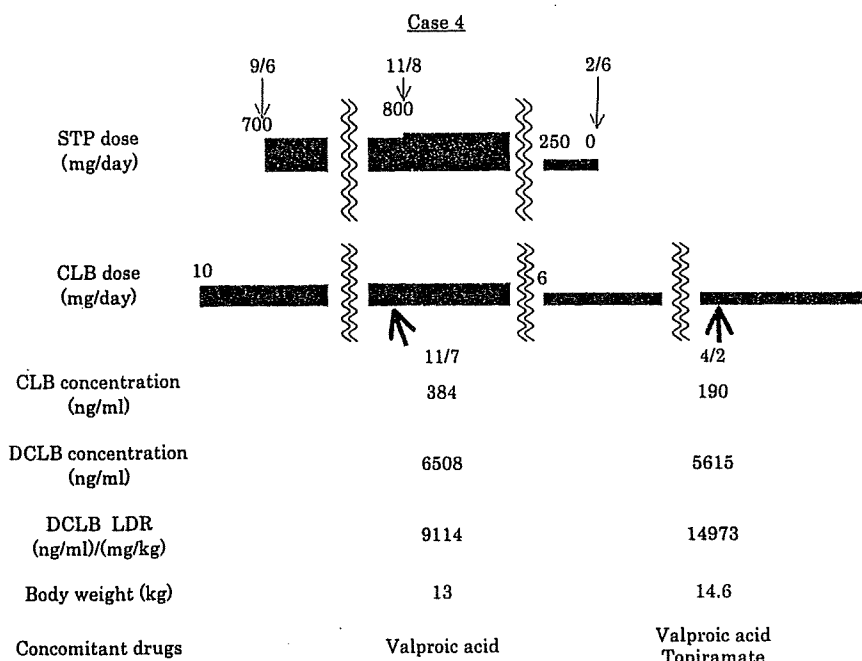 Case 4
9/6 11/8 2/6
700 800 250 0
STP dose
(mg/day)
10 6
CLB dose
(mg/day)
11/7 4/2
CLB concentration
(ng/ml)
384 190
DCLB concentration
(ng/ml)
6508 5615
DCLB LDR
(ng/ml)/(mg/kg)
9114 14973
Body weight (kg) 13 14.6
Concomitant drugs Valproic acid Valproic acid
Topiramate